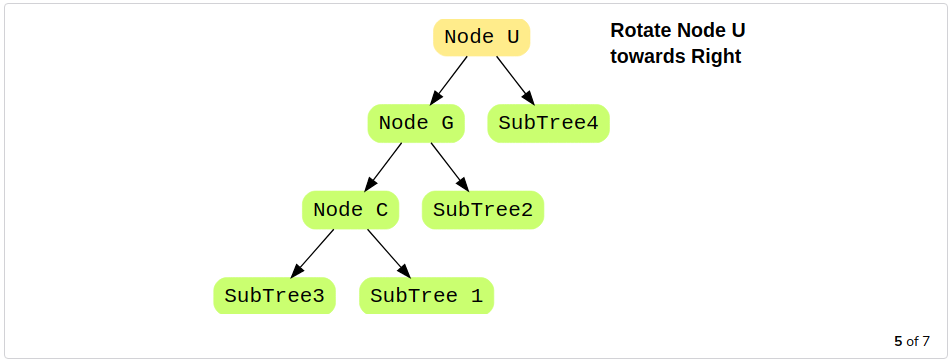 Node U
Rotate Node U
towards Right
Node G
SubTree4
Node C
SubTree2
SubTree3
SubTree 1
5 of 7